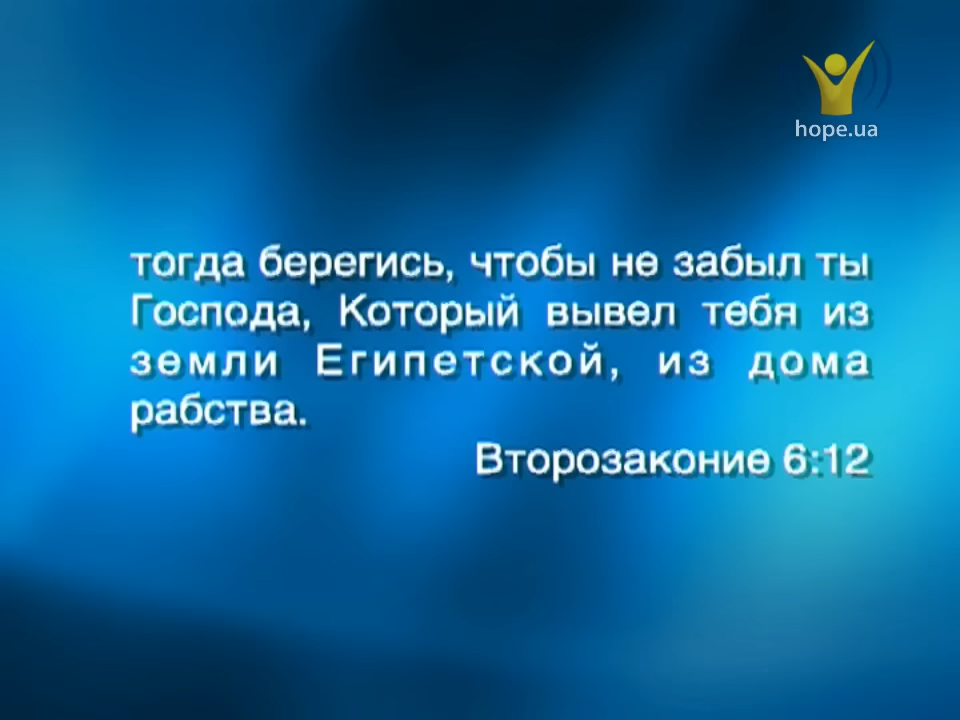 hope.ua
тогда берегись, чтобы не забыл ты
Господа, Который вывел тебя из
земли Египетской, из дома
рабства.
Второзаконие 6:12